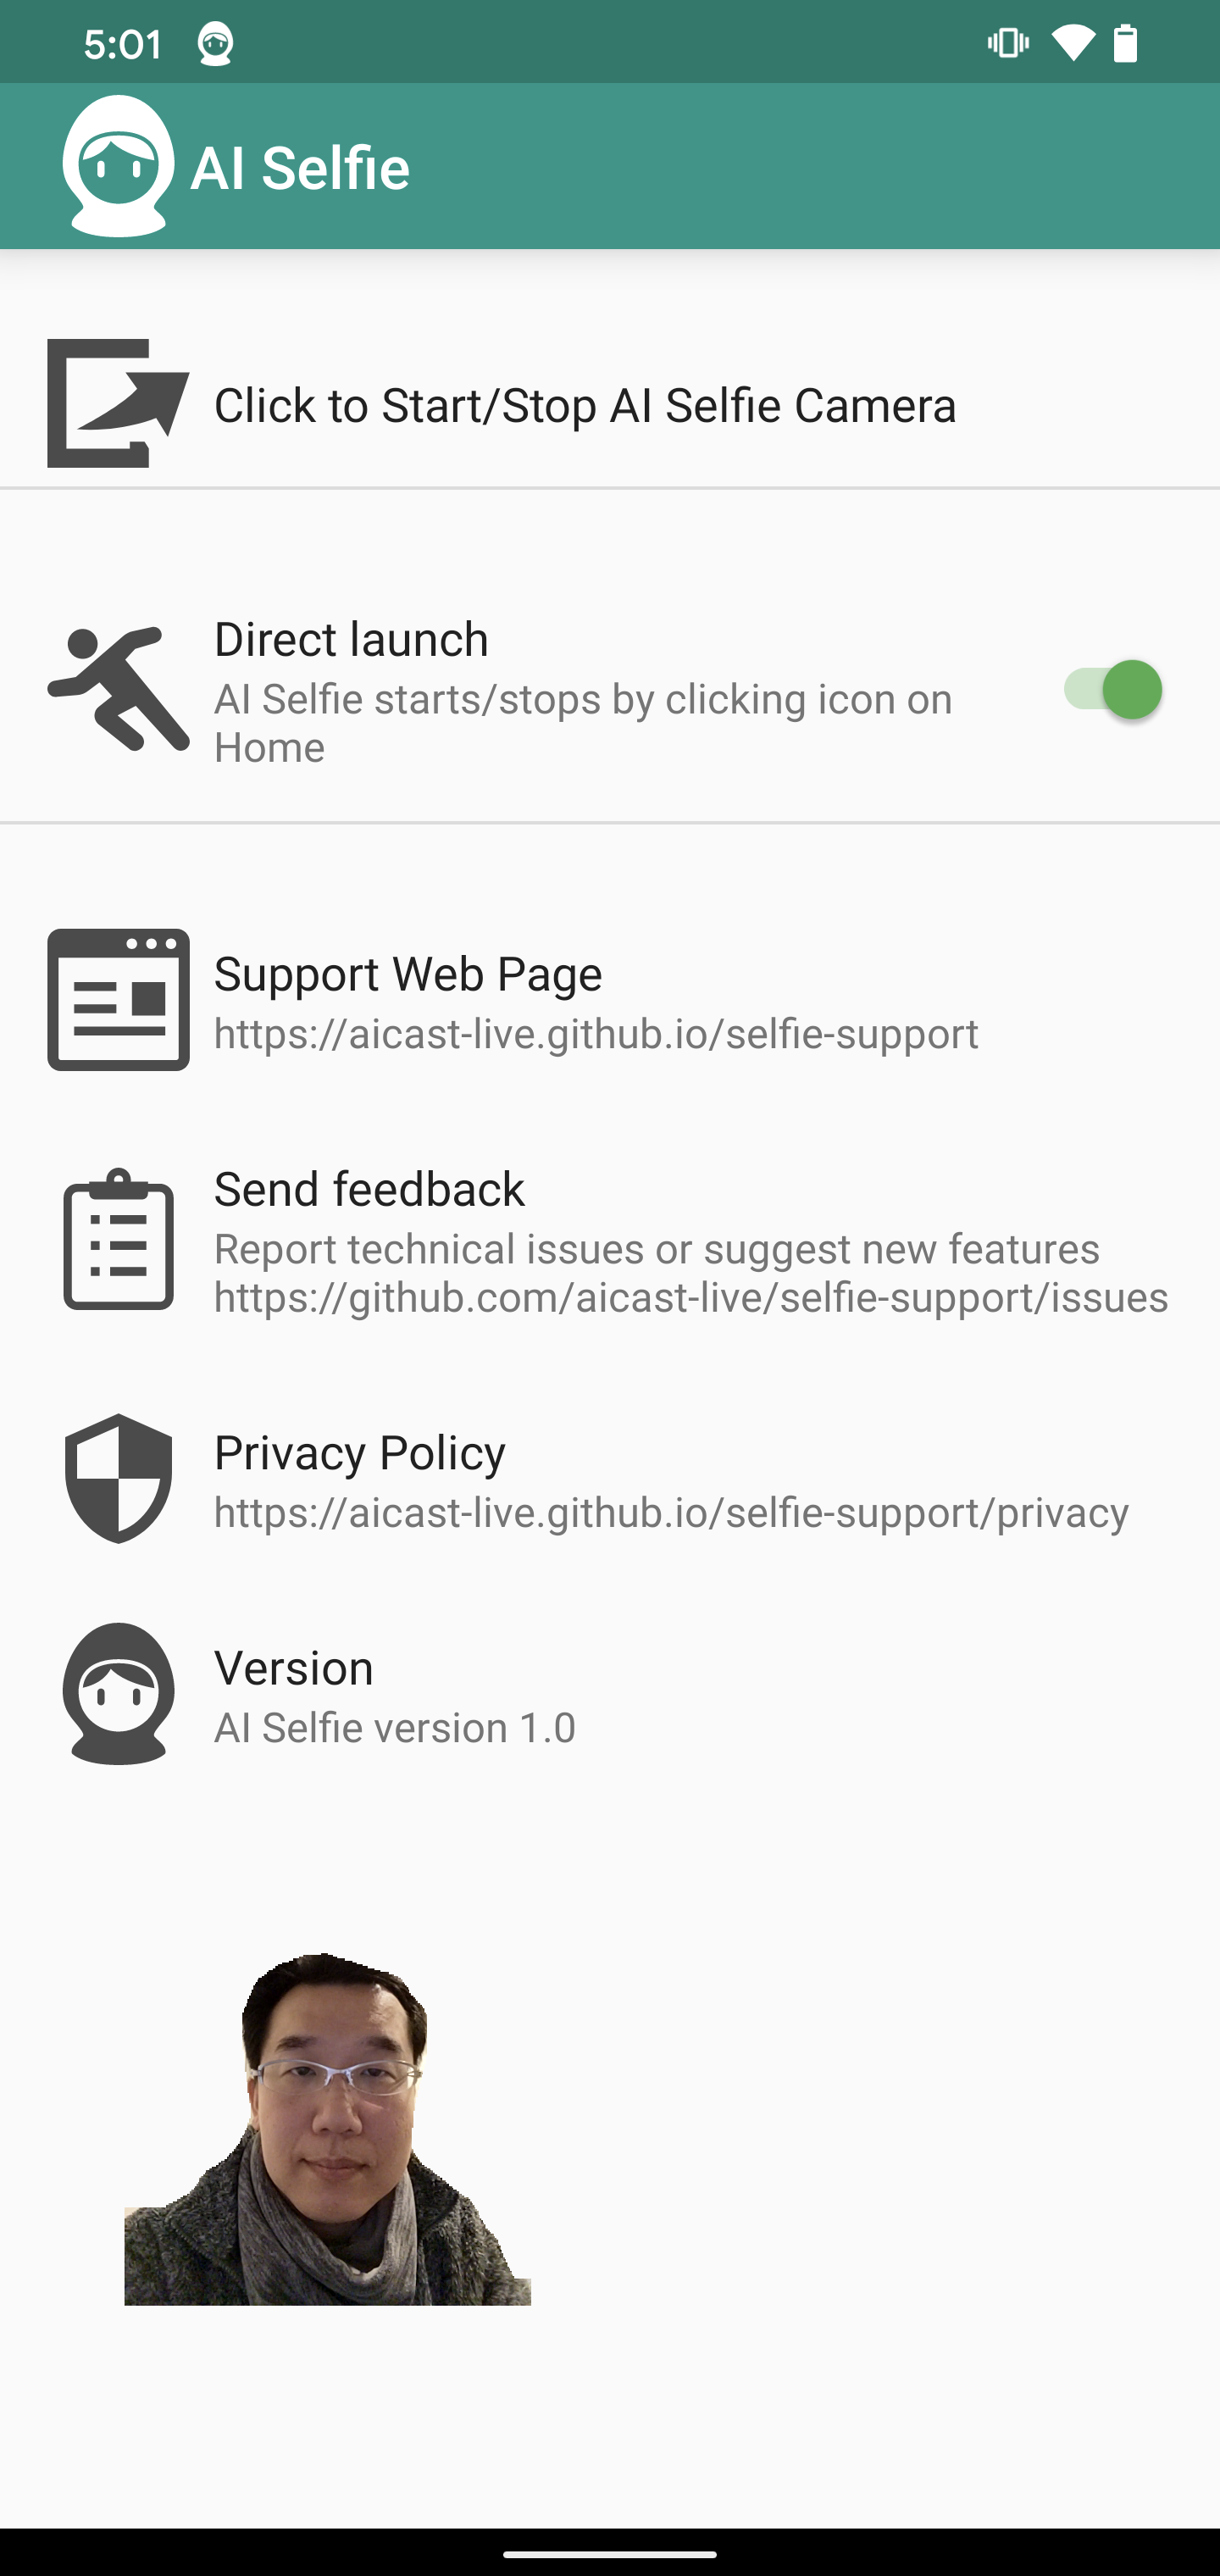 5:01
AI Selfie
Click to Start/Stop AI Selfie Camera
Direct launch
AI Selfie starts/stops by clicking icon on
Home
Support Web Page
https://aicast-live.github.io/selfie-support
Send feedback
Report technical issues or suggest new features
https://github.com/aicast-live/selfie-support/issues
Privacy Policy
https://aicast-live.github.io/selfie-support/privacy
Version
AI Selfie version 1.0